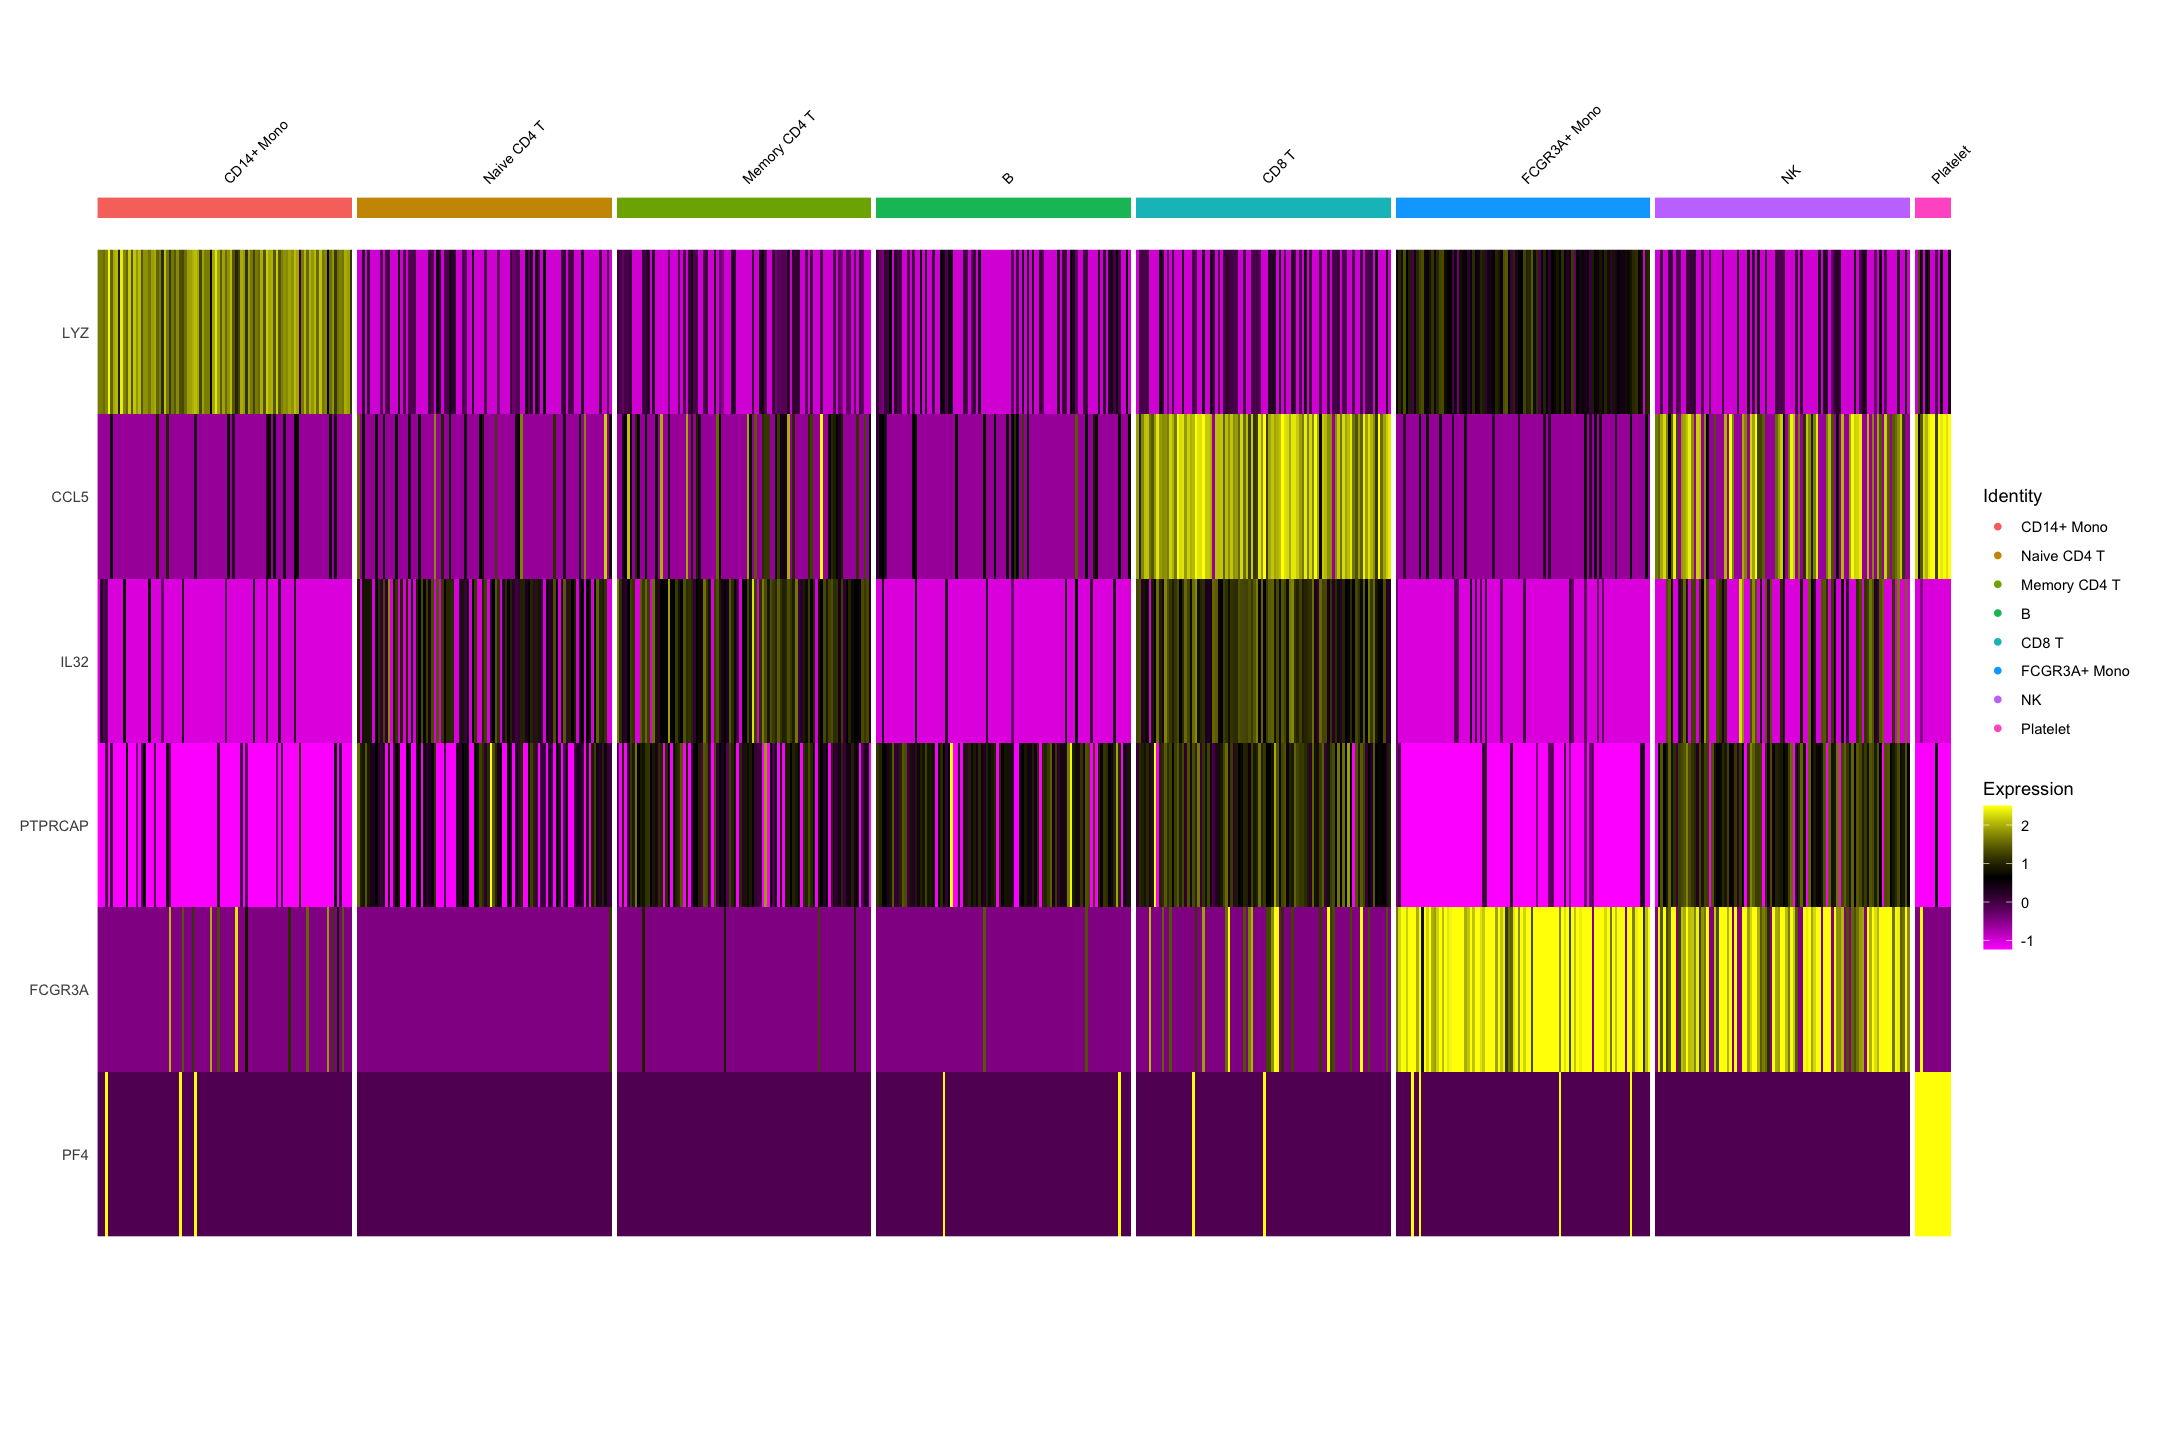 CD14+ Mono
Naive CD4 T
Memory CD4 T
B
CD8 T
FCGR3A+ Mono
NK
Platelet
LYZ
CCL5
IL32
PTPRCAP
FCGR3A
PF4
Identity
CD14+ Mono
Naive CD4 T
Memory CD4 T
B
CD8 T
FCGR3A+ Mono
NK
Platelet
Expression
2
1
0
-1